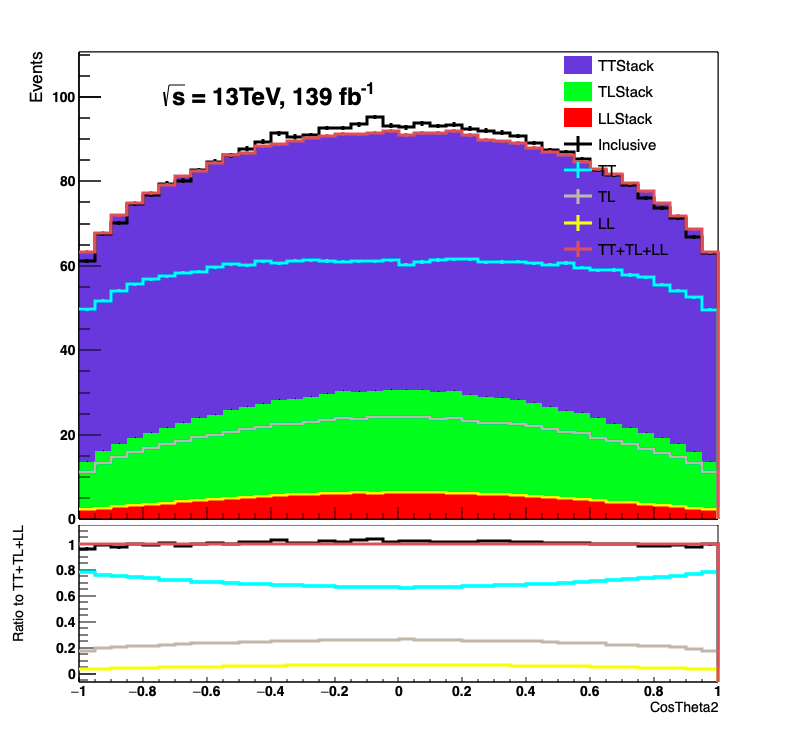 Events
100
80
60
40
20
0
√s = 13TeV, 139 fb⁻¹
TTStack
TLStack
LLStack
Inclusive
TT
TL
LL
TT+TL+LL
Ratio to TT+TL+LL
1
0.8
0.6
0.4
0.2
0
−1 −0.8 −0.6 −0.4 −0.2 0 0.2 0.4 0.6 0.8 1
CosTheta2